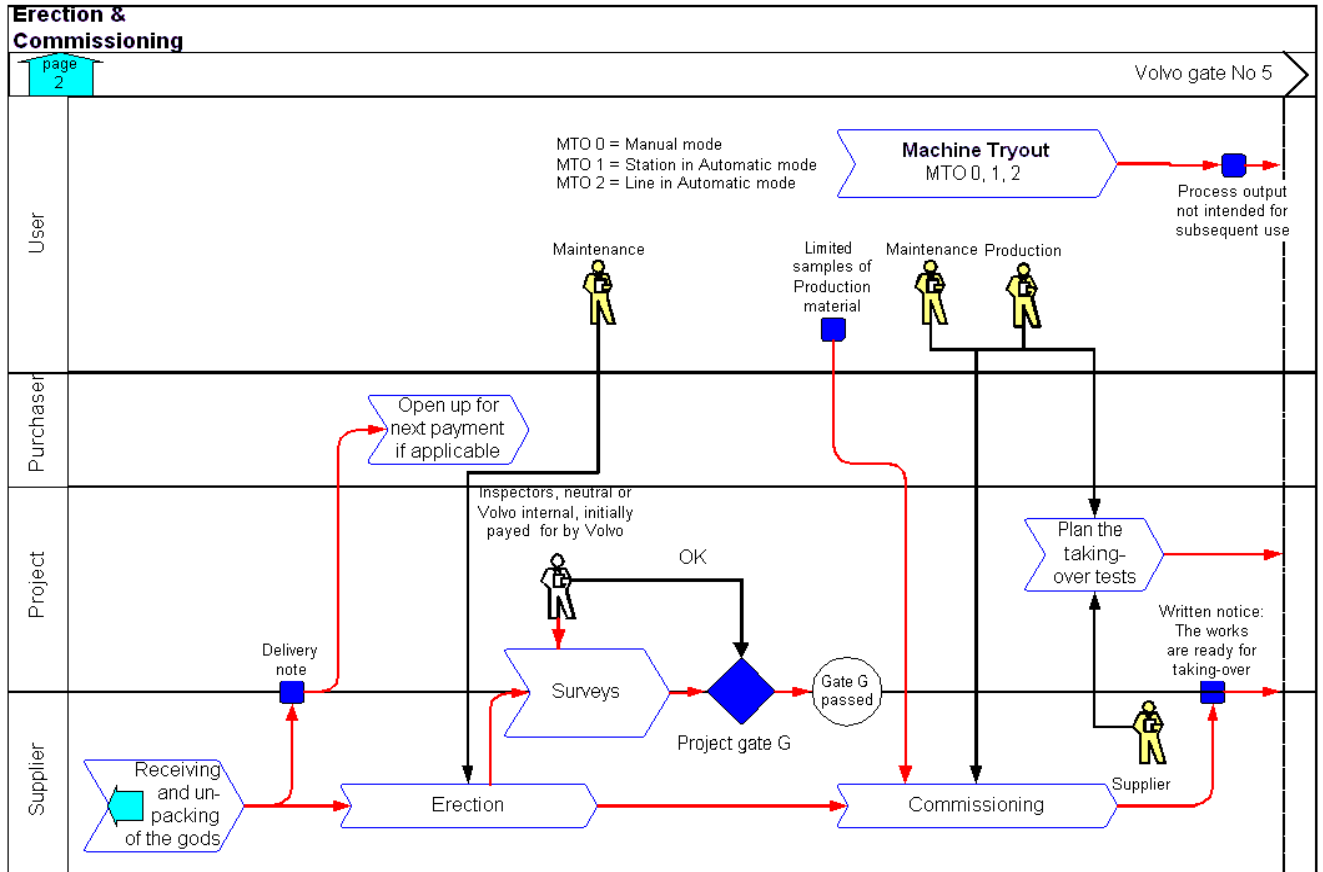 Erection &
Commissioning
page
2
Volvo gate No 5
User
MTO 0 = Manual mode
MTO 1 = Station in Automatic mode
MTO 2 = Line in Automatic mode
Machine Tryout
MTO 0, 1, 2
Process output
not intended for
subsequent use
Maintenance
Limited
samples of
Production
material
Maintenance
Production
Purchaser
Open up for
next payment
if applicable
Project
Inspectors, neutral or
Volvo internal, initially
payed for by Volvo
OK
Plan the
taking-
over tests
Written notice:
The works
are ready for
taking-over
Delivery
note
Surveys
Gate G
passed
Project gate G
Supplier
Receiving
and un-
packing
of the gods
Erection
Commissioning
Supplier